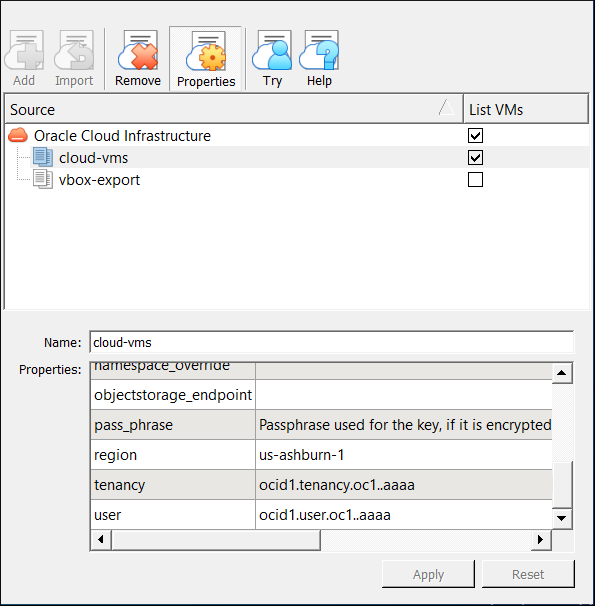 Add Import Remove Properties Try Help
Source List VMs
Oracle Cloud Infrastructure
cloud-vms
vbox-export
Name: cloud-vms
Properties: namespace_override
objectstorage_endpoint
pass_phrase Passphrase used for the key, if it is encrypted
region us-ashburn-1
tenancy ocid1.tenancy.oc1..aaaa
user ocid1.user.oc1..aaaa
Apply Reset